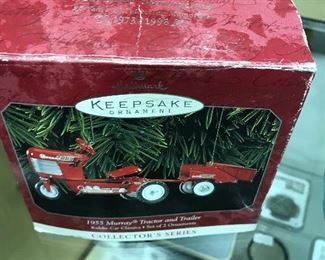 1973-1998
Hallmark
KEEPSAKE
ORNAMENT
1955 Murray® Tractor and Trailer
Kiddie Car Classics • Set of 2 Ornaments
COLLECTOR'S SERIES